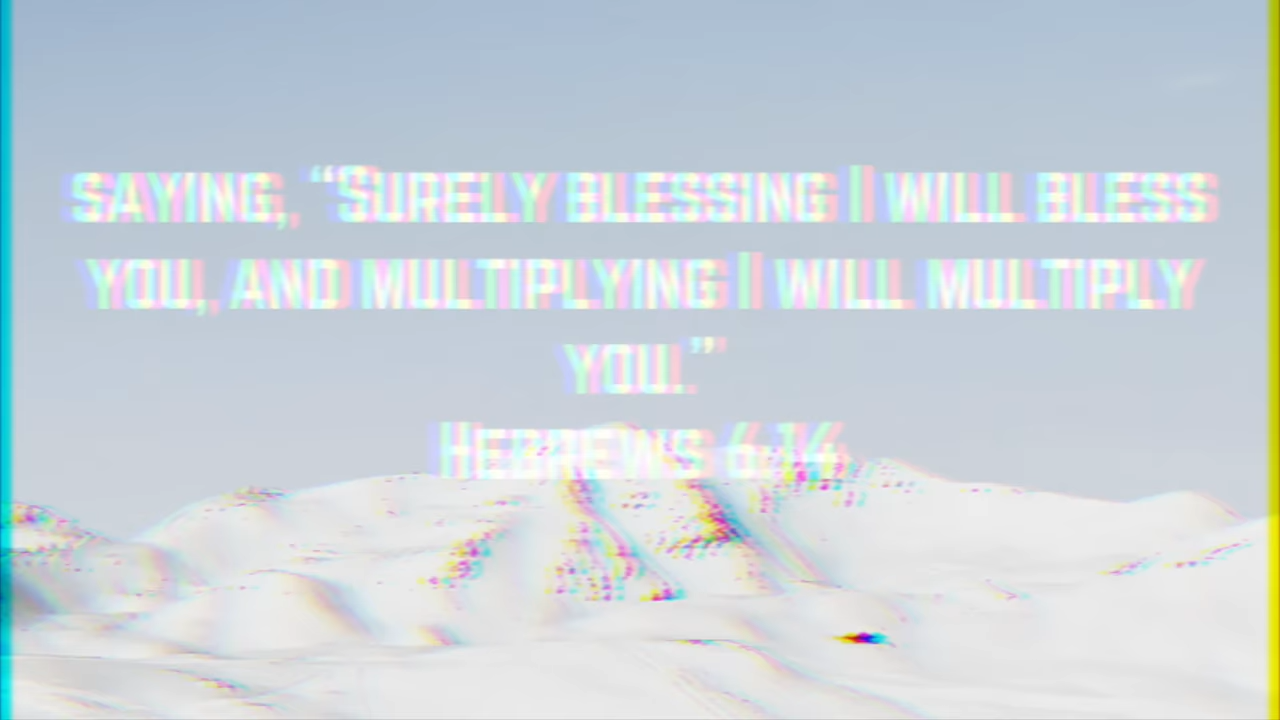 saying, “Surely blessing I will bless
you, and multiplying I will multiply
you.”
Hebrews 6:14